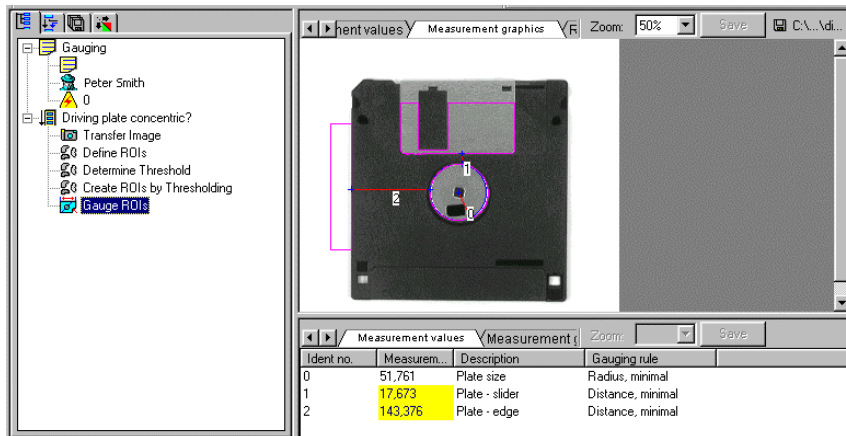 Gauging
Peter Smith
0
Driving plate concentric?
Transfer Image
Define ROIs
Determine Threshold
Create ROIs by Thresholding
Gauge ROIs
nent values Measurement graphics F Zoom: 50% Save C:\...\di...
1
2
0
Measurement values Measurement g Zoom: Save
Ident no. Measurem... Description Gauging rule
0 51,761 Plate size Radius, minimal
1 17,673 Plate - slider Distance, minimal
2 143,376 Plate - edge Distance, minimal